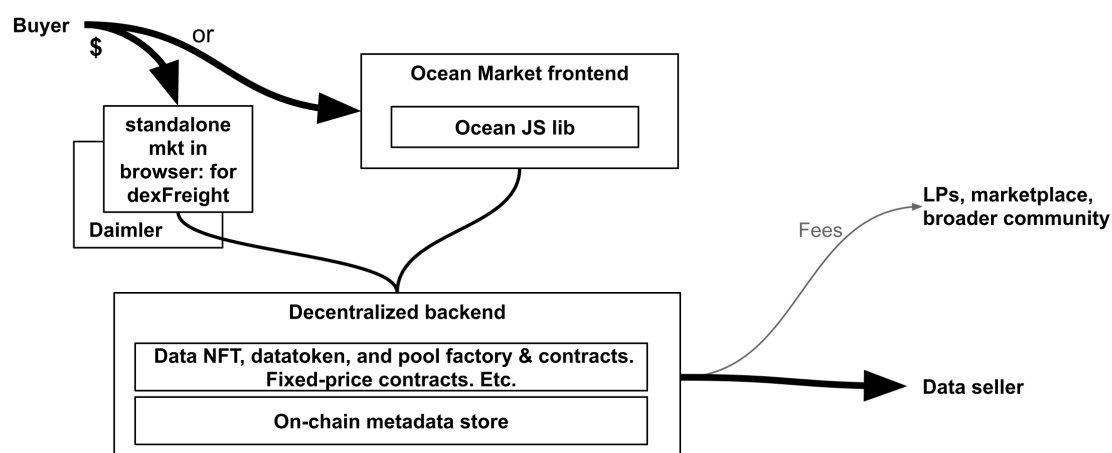 Buyer
$
or
Ocean Market frontend
Ocean JS lib
standalone
mkt in
browser: for
dexFreight
Daimler
LPs, marketplace,
broader community
Fees
Decentralized backend
Data NFT, datatoken, and pool factory & contracts.
Fixed-price contracts. Etc.
On-chain metadata store
Data seller